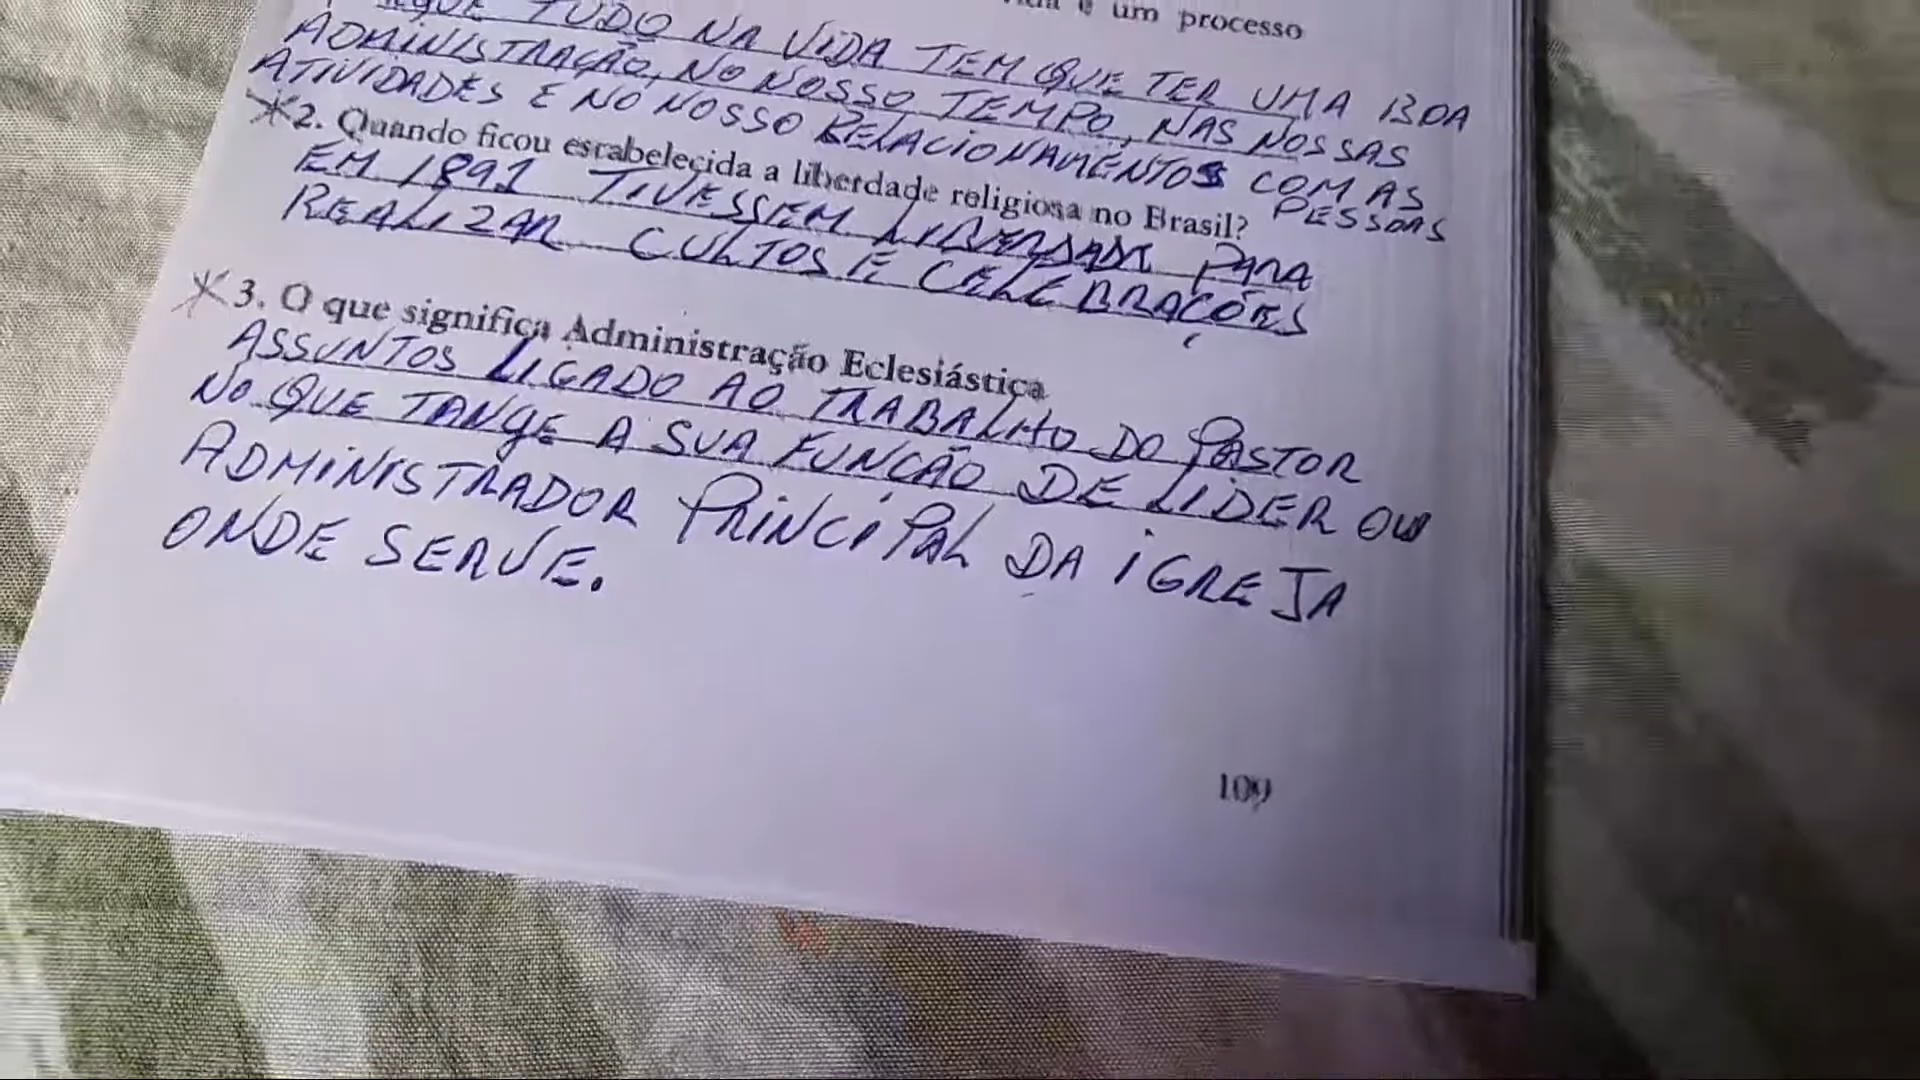 é um processo
TUDO NA VIDA TEM QUE TER UMA BOA
ADMINISTRAÇÃO, NO NOSSO TEMPO, NAS NOSSAS
ATIVIDADES E NO NOSSO RELACIONAMENTOS COM AS
PESSOAS
2. Quando ficou estabelecida a liberdade religiosa no Brasil?
EM 1891 TIVESSEM LIBERDADE PARA
REALIZAR CULTOS E CELEBRAÇÕES
3. O que significa Administração Eclesiástica
ASSUNTOS LIGADO AO TRABALHO DO PASTOR
NO QUE TANGE A SUA FUNÇÃO DE LIDER OU
ADMINISTRADOR PRINCIPAL DA IGREJA
ONDE SERVE.
109